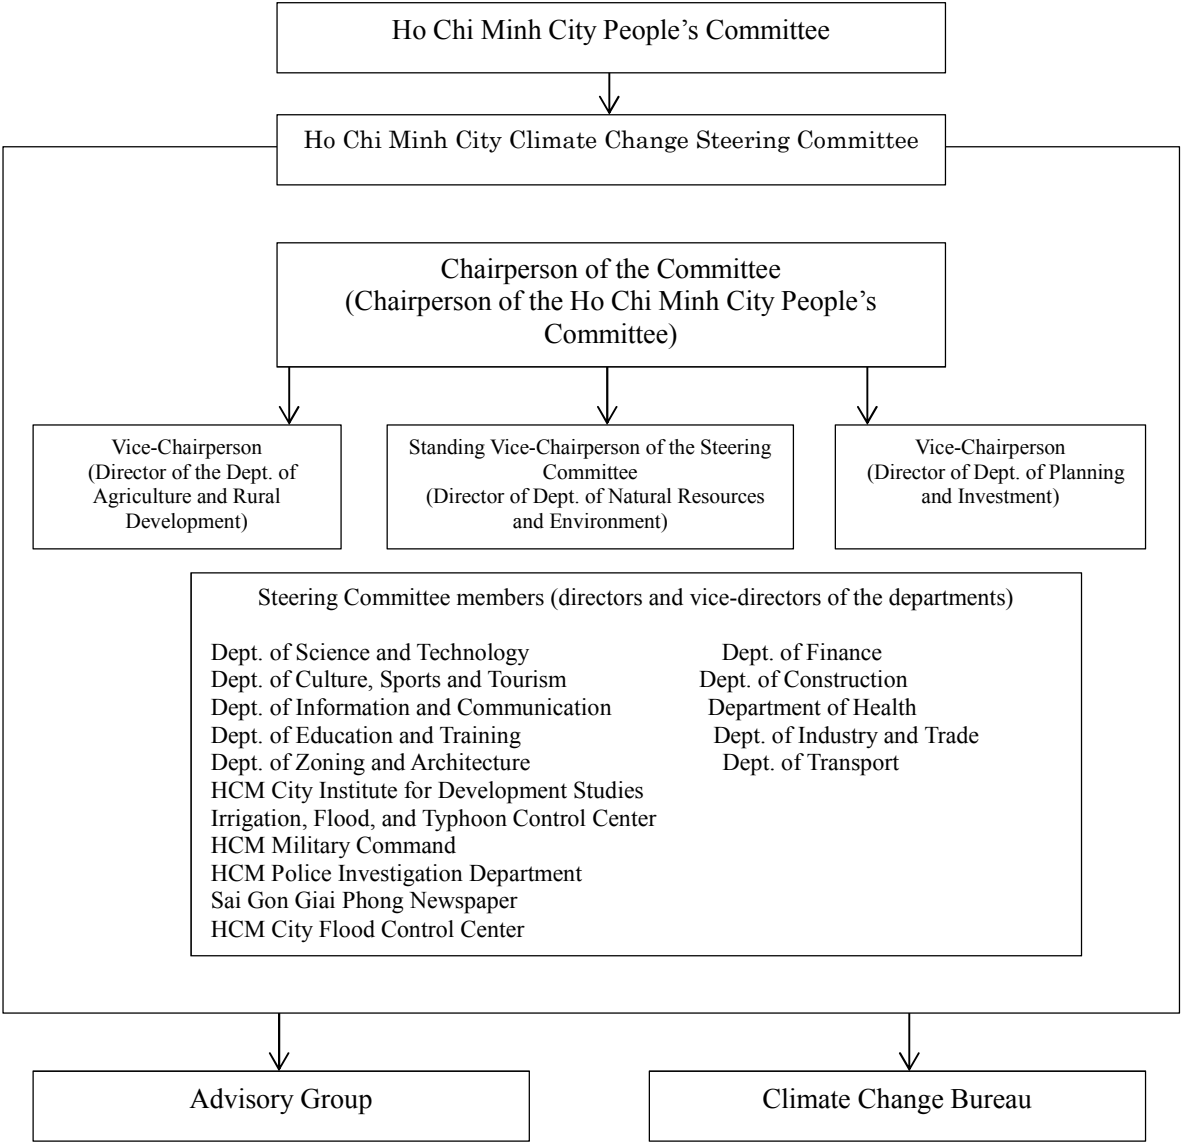 Ho Chi Minh City People’s Committee
Ho Chi Minh City Climate Change Steering Committee
Chairperson of the Committee
(Chairperson of the Ho Chi Minh City People’s
Committee)
Vice-Chairperson
(Director of the Dept. of
Agriculture and Rural
Development)
Standing Vice-Chairperson of the Steering
Committee
(Director of Dept. of Natural Resources
and Environment)
Vice-Chairperson
(Director of Dept. of Planning
and Investment)
Steering Committee members (directors and vice-directors of the departments)
Dept. of Science and Technology Dept. of Finance
Dept. of Culture, Sports and Tourism Dept. of Construction
Dept. of Information and Communication Department of Health
Dept. of Education and Training Dept. of Industry and Trade
Dept. of Zoning and Architecture Dept. of Transport
HCM City Institute for Development Studies
Irrigation, Flood, and Typhoon Control Center
HCM Military Command
HCM Police Investigation Department
Sai Gon Giai Phong Newspaper
HCM City Flood Control Center
Advisory Group
Climate Change Bureau